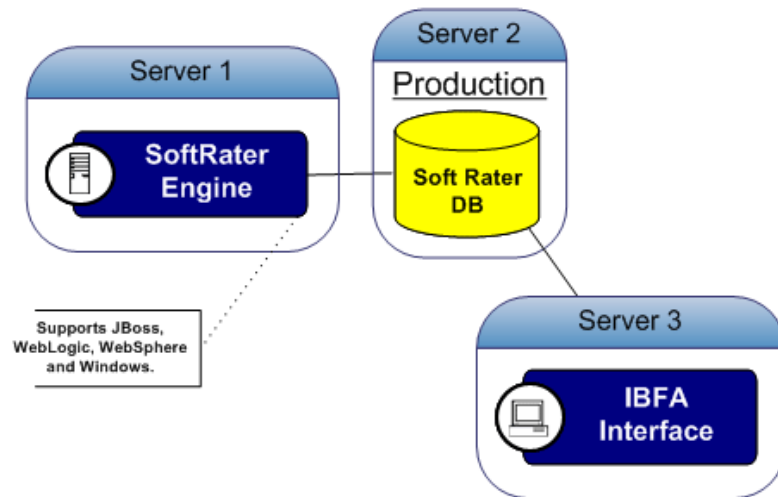 Server 1
SoftRater
Engine
Server 2
Production
Soft Rater
DB
Supports JBoss,
WebLogic, WebSphere
and Windows.
Server 3
IBFA
Interface